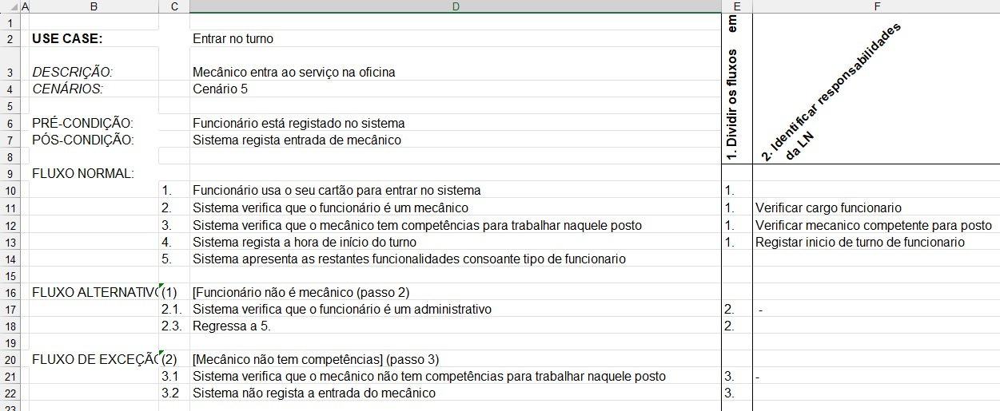 A B C D E F
1
2 USE CASE: Entrar no turno
3 DESCRIÇÃO: Mecânico entra ao serviço na oficina
4 CENÁRIOS: Cenário 5
5
6 PRÉ-CONDIÇÃO: Funcionário está registado no sistema
7 PÓS-CONDIÇÃO: Sistema regista entrada de mecânico
8
1. Dividir os fluxos em
2. Identificar responsabilidades
da LN
9 FLUXO NORMAL:
10 1. Funcionário usa o seu cartão para entrar no sistema 1.
11 2. Sistema verifica que o funcionário é um mecânico 1. Verificar cargo funcionario
12 3. Sistema verifica que o mecânico tem competências para trabalhar naquele posto 1. Verificar mecanico competente para posto
13 4. Sistema regista a hora de início do turno 1. Registar inicio de turno de funcionario
14 5. Sistema apresenta as restantes funcionalidades consoante tipo de funcionario
15
16 FLUXO ALTERNATIVO (1) [Funcionário não é mecânico (passo 2)
17 2.1. Sistema verifica que o funcionário é um administrativo 2. -
18 2.3. Regressa a 5. 2.
19
20 FLUXO DE EXCEÇÃO (2) [Mecânico não tem competências] (passo 3)
21 3.1 Sistema verifica que o mecânico não tem competências para trabalhar naquele posto 3. -
22 3.2 Sistema não regista a entrada do mecânico 3.
23